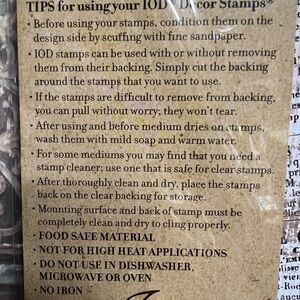 TIPS for using your IOD Décor Stamps®
• Before using your stamps, condition them on the
design side by scuffing with fine sandpaper.
• IOD stamps can be used with or without removing
them from their backing. Simply cut the backing
around the stamps that you want to use.
• If the stamps are difficult to remove from backing,
you can pull without worry; they won't tear.
• After using and before medium dries on stamps,
wash them with mild soap and warm water.
• For some mediums you may find that you need a
stamp cleaner; use one that is safe for clear stamps.
• After thoroughly clean and dry, place the stamps
back on the clear backing for storage.
• Mounting surface and back of stamp must be
completely clean and dry to cling properly.
• FOOD SAFE MATERIAL
• NOT FOR HIGH HEAT APPLICATIONS
• DO NOT USE IN DISHWASHER,
MICROWAVE OR OVEN
• NO IRON